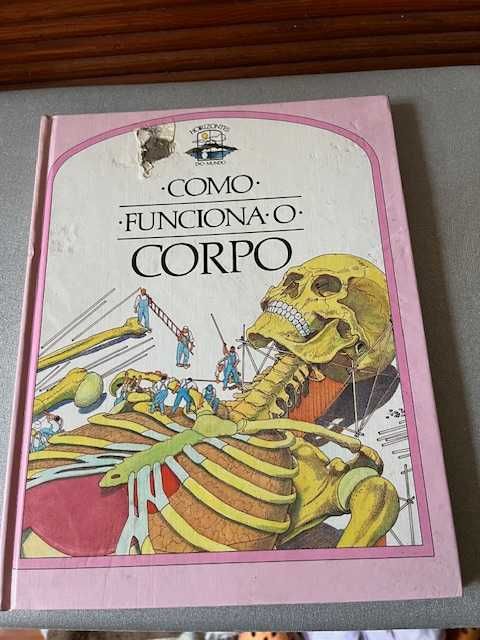 HORIZONTES
DO MUNDO
·COMO·
·FUNCIONA·O·
CORPO